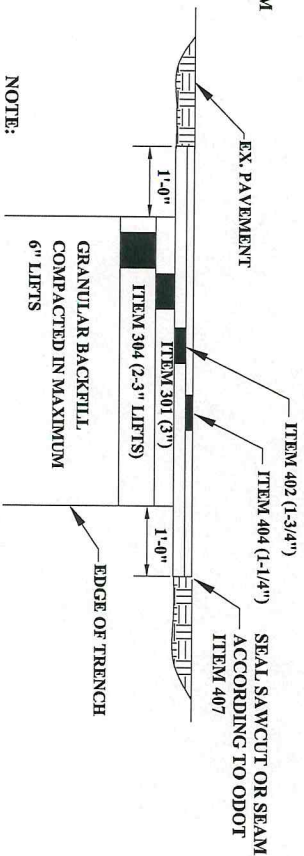 M
EX. PAVEMENT
ITEM 402 (1-3/4")
ITEM 404 (1-1/4")
SEAL SAWCUT OR SEAM
ACCORDING TO ODOT
ITEM 407
1'-0"
1'-0"
ITEM 301 (3")
ITEM 304 (2-3" LIFTS)
GRANULAR BACKFILL
COMPACTED IN MAXIMUM
6" LIFTS
EDGE OF TRENCH
NOTE: